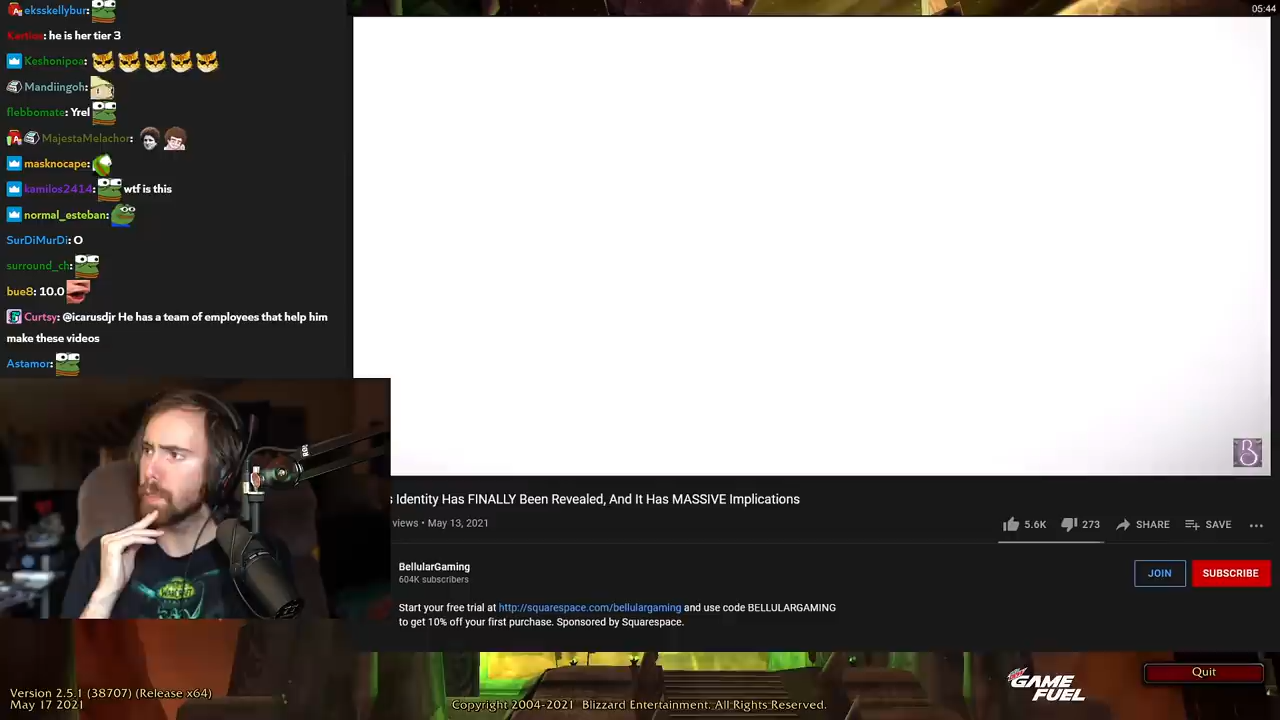 05:44
eksskellybur:
Kartios: he is her tier 3
Keshonipoa:
Mandiingoh:
flebbomate: Yrel
MajestaMelachor:
masknocape:
kamilos2414: wtf is this
normal_esteban:
SurDiMurDi: O
surround_ch:
bue8: 10.0
Curtsy: @icarusdjr He has a team of employees that help him
make these videos
Astamor:
B
s Identity Has FINALLY Been Revealed, And It Has MASSIVE Implications
views • May 13, 2021
5.6K 273 SHARE SAVE
BellularGaming
604K subscribers
JOIN SUBSCRIBE
Start your free trial at http://squarespace.com/bellulargaming and use code BELLULARGAMING
to get 10% off your first purchase. Sponsored by Squarespace.
Version 2.5.1 (38707) (Release x64)
May 17 2021
Copyright 2004-2021 Blizzard Entertainment. All Rights Reserved.
GAME
FUEL
Quit